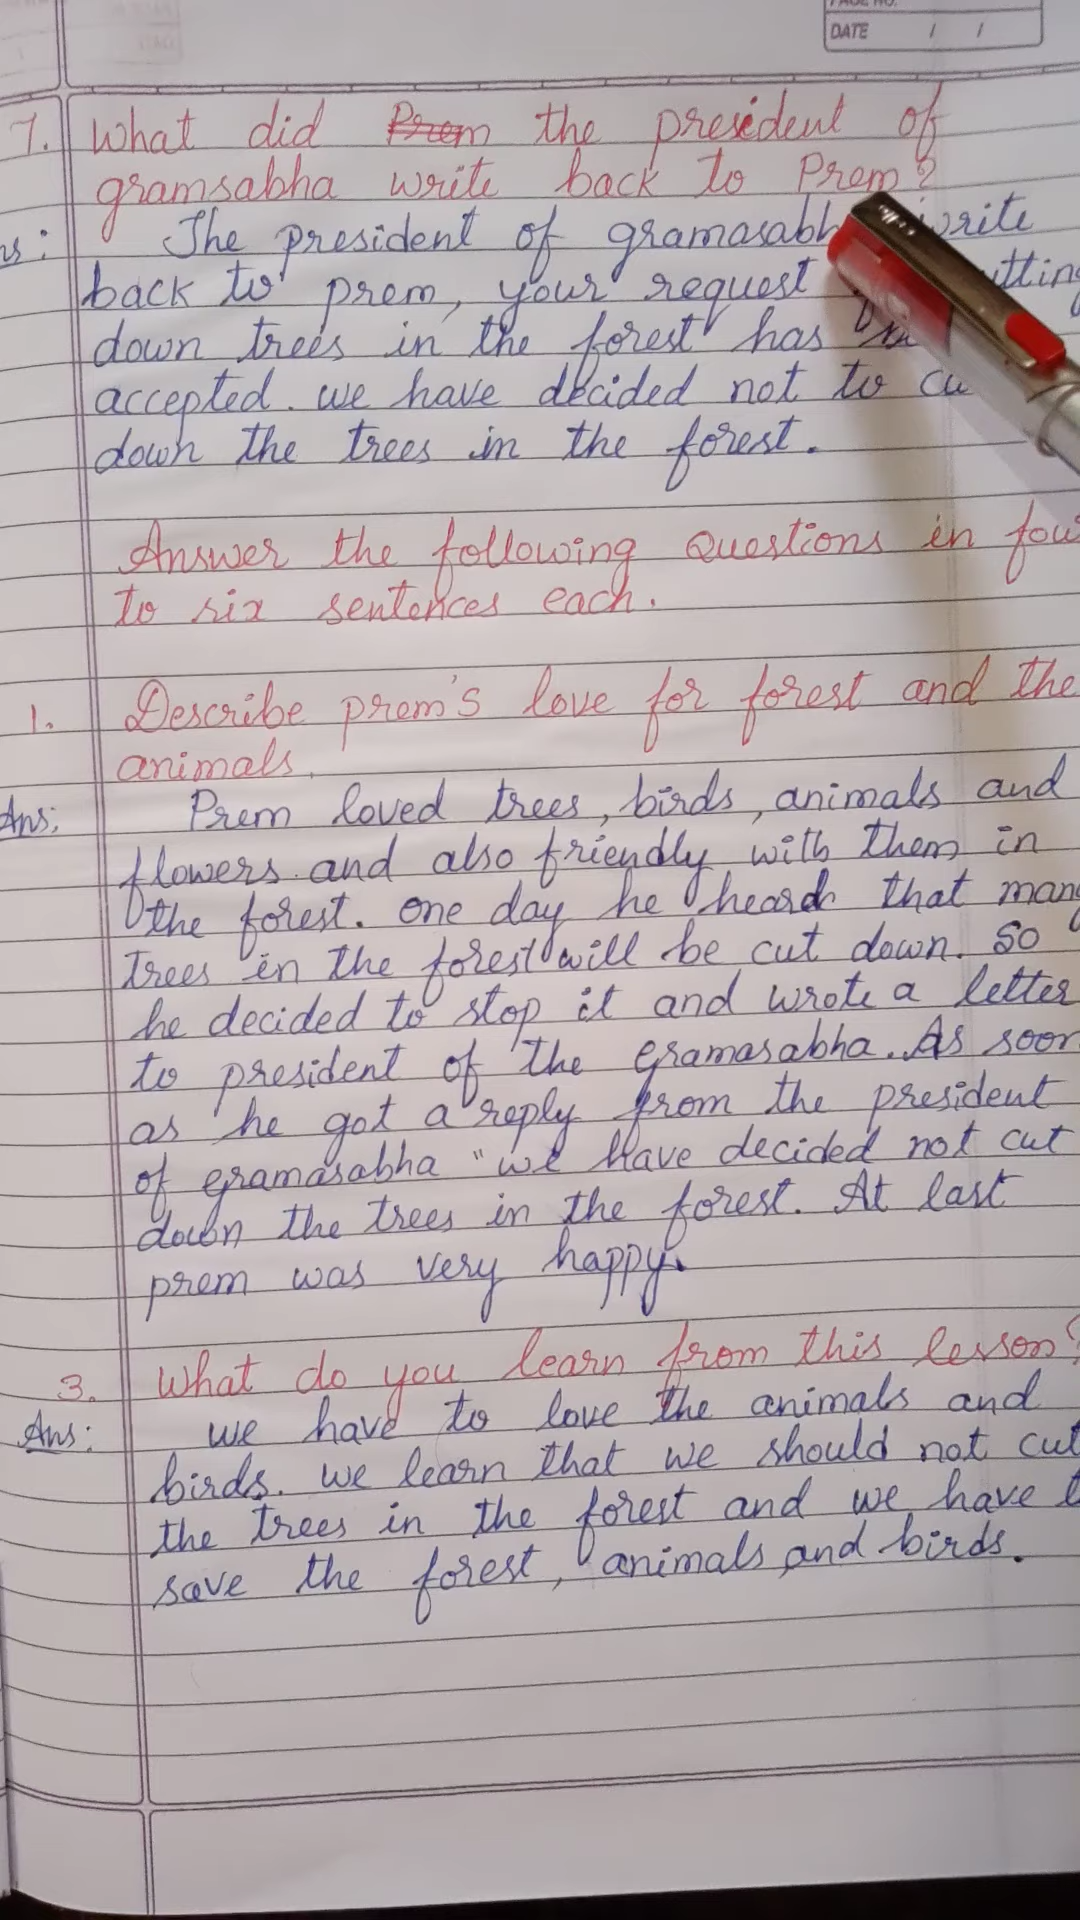 PAGE NO.
DATE / /
7. What did Prem the president of
gramsabha write back to Prem?
The president of gramasabh write
back to prem, your request
down trees in the forest has
accepted. we have decided not to cu
down the trees in the forest.
Answer the following Questions in fou
to six sentences each.
1. Describe prem's love for forest and the
animals.
Ans: Prem loved trees, birds, animals and
flowers. and also friendly with them in
the forest. one day he heard that many
trees in the forest will be cut down. so
he decided to stop it and wrote a letter
to president of the gramasabha. As soon
as he got a reply from the president
of gramasabha "we have decided not cut
down the trees in the forest. At last
prem was very happy.
3. What do you learn from this lesson?
Ans: we have to love the animals and
birds. we learn that we should not cut
the trees in the forest and we have t
save the forest, animals and birds.